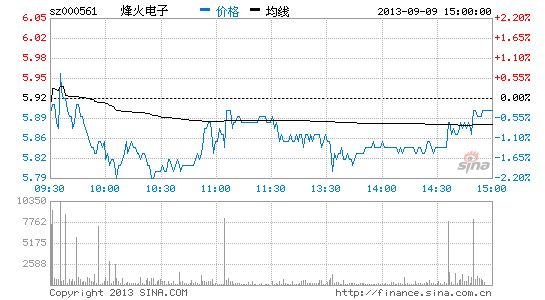 sz000561 烽火电子 价格 均线 2013-09-09 15:00:00
6.05 2.20%
6.02 1.65%
5.98 1.10%
5.95 0.55%
5.92 0.00%
5.89 -0.55%
5.86 -1.10%
5.82 -1.65%
5.79 -2.20%
sina
新浪财经
09:30 10:00 10:30 11:00 11:30 13:30 14:00 14:30 15:00
10350
7762
5175
2588
Copyright 2013 SINA.COM http://finance.sina.com.cn